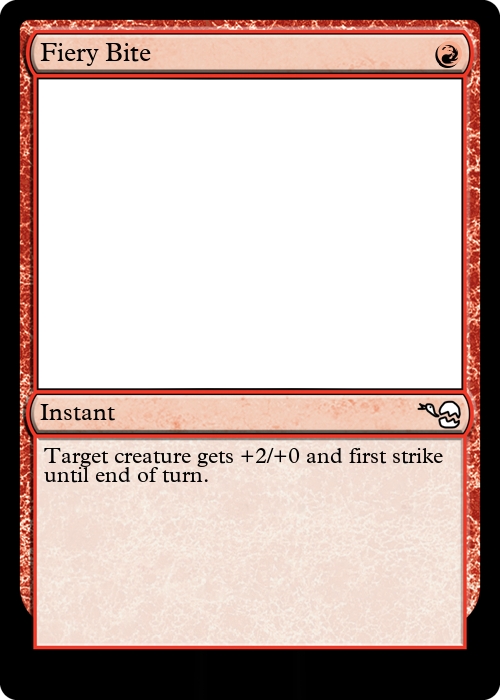 Fiery Bite
Instant
Target creature gets +2/+0 and first strike
until end of turn.